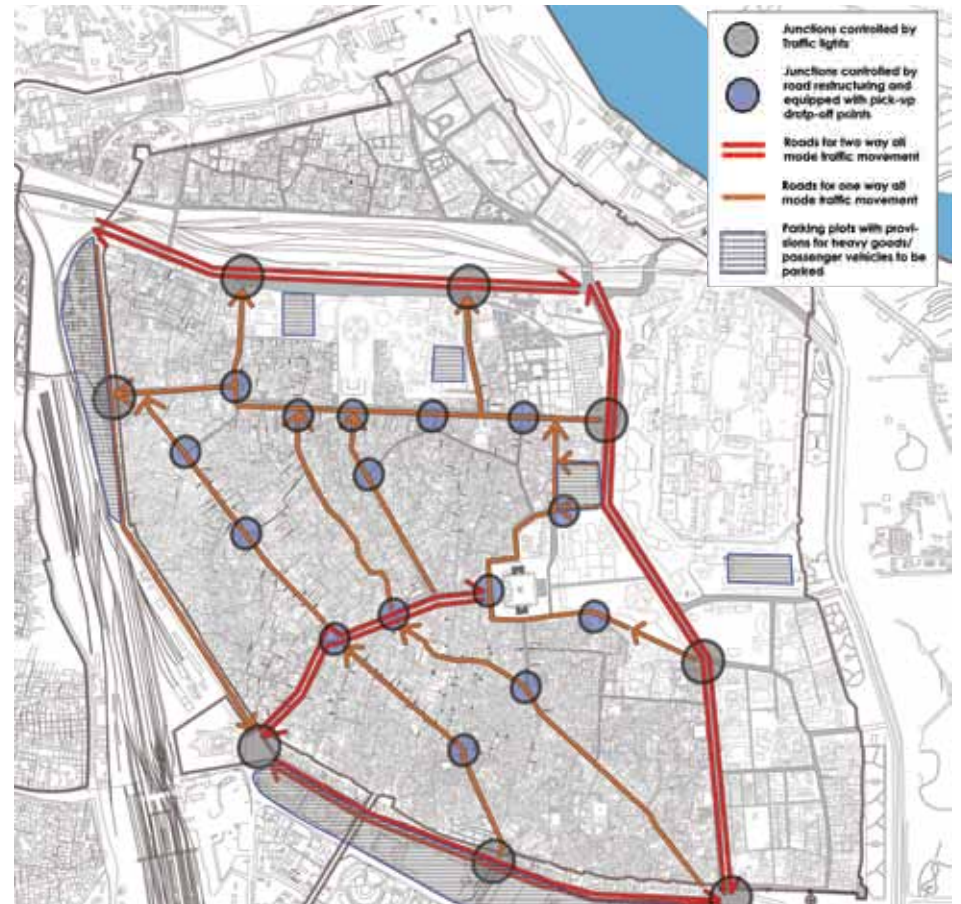 Junctions controlled by
Traffic lights
Junctions controlled by
road restructuring and
equipped with pick-up
drotp-off points
Roads for two way all
mode traffic movement
Roads for one way all
mode traffic movement
Parking plots with provi-
sions for heavy goods/
passenger vehicles to be
parked